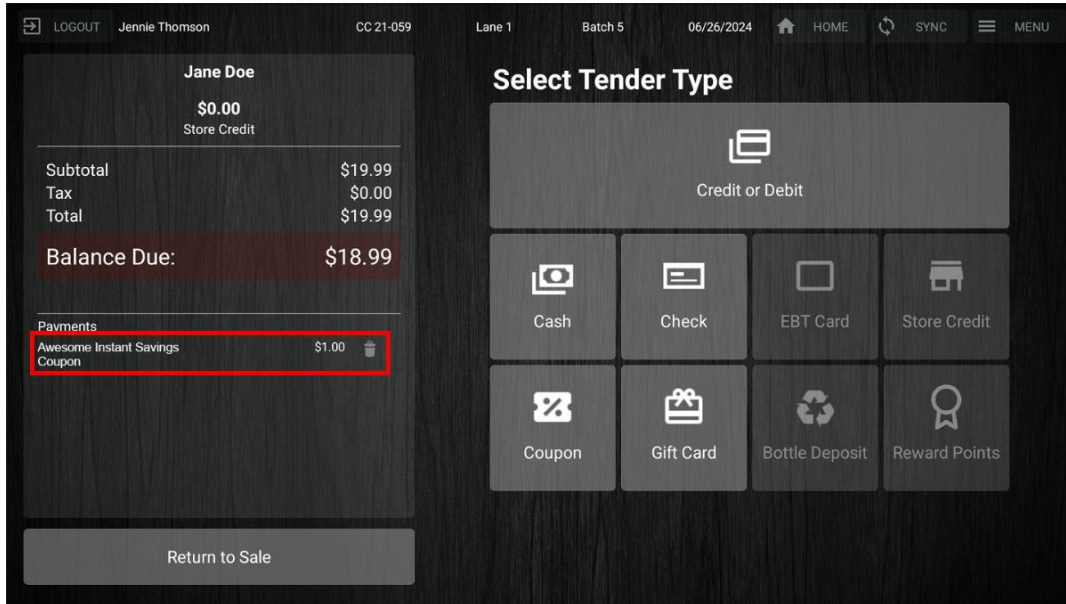 LOGOUT Jennie Thomson CC 21-059 Lane 1 Batch 5 06/26/2024 HOME SYNC MENU
Jane Doe
$0.00
Store Credit
Subtotal $19.99
Tax $0.00
Total $19.99
Balance Due: $18.99
Payments
Awesome Instant Savings $1.00
Coupon
Return to Sale
Select Tender Type
Credit or Debit
Cash Check EBT Card Store Credit
Coupon Gift Card Bottle Deposit Reward Points